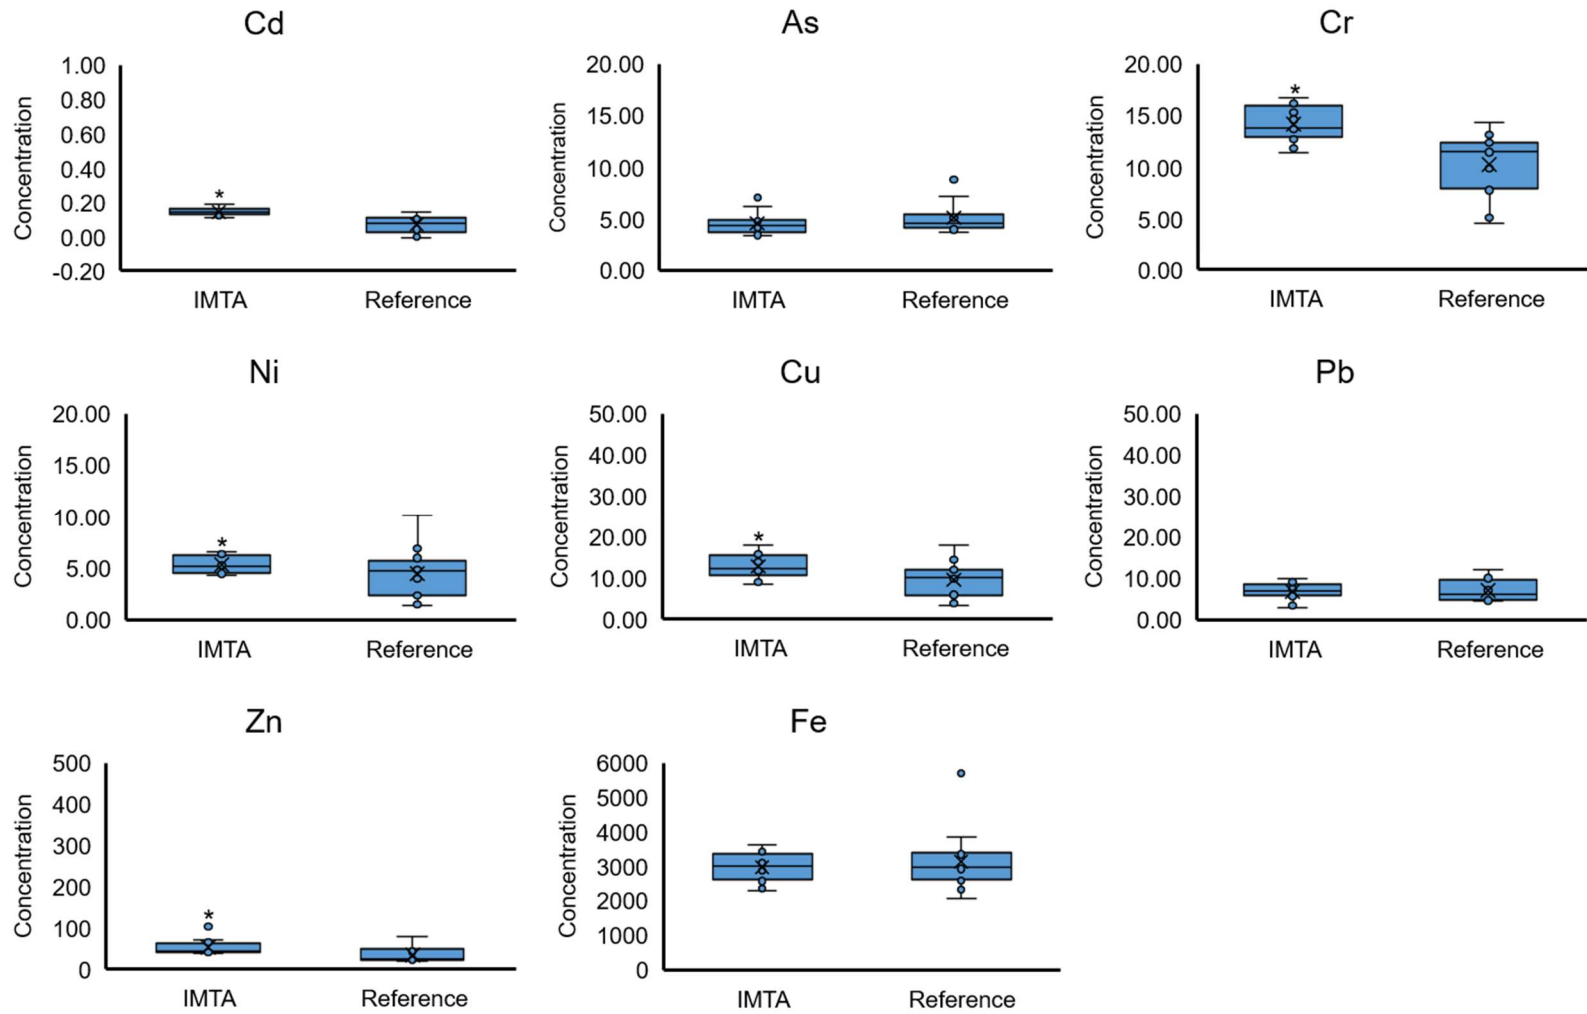 Cd
Concentration
1.00
0.80
0.60
0.40
0.20
0.00
-0.20
*
IMTA
Reference
As
Concentration
20.00
15.00
10.00
5.00
0.00
IMTA
Reference
Cr
Concentration
20.00
15.00
10.00
5.00
0.00
*
IMTA
Reference
Ni
Concentration
20.00
15.00
10.00
5.00
0.00
*
IMTA
Reference
Cu
Concentration
50.00
40.00
30.00
20.00
10.00
0.00
*
IMTA
Reference
Pb
Concentration
50.00
40.00
30.00
20.00
10.00
0.00
IMTA
Reference
Zn
Concentration
500
400
300
200
100
0
*
IMTA
Reference
Fe
Concentration
6000
5000
4000
3000
2000
1000
0
IMTA
Reference